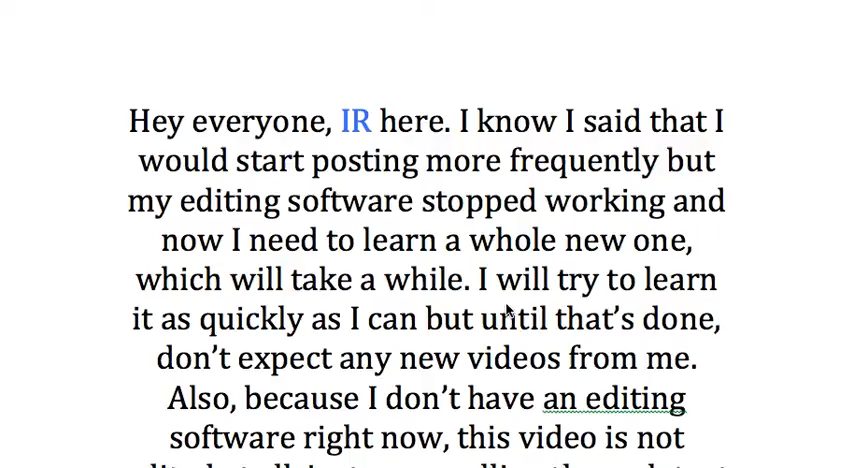 Hey everyone, IR here. I know I said that I
would start posting more frequently but
my editing software stopped working and
now I need to learn a whole new one,
which will take a while. I will try to learn
it as quickly as I can but until that’s done,
don’t expect any new videos from me.
Also, because I don’t have an editing
software right now, this video is not